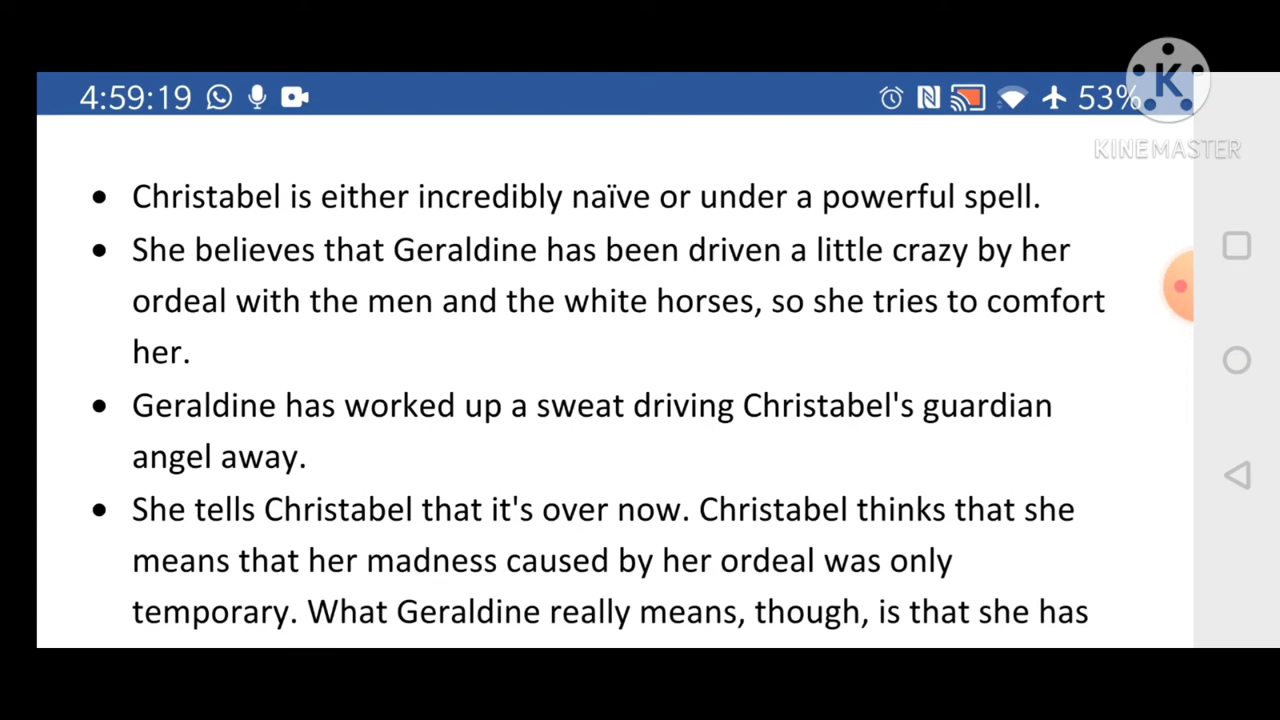 4:59:19
53%
K
KINEMASTER
• Christabel is either incredibly naïve or under a powerful spell.
• She believes that Geraldine has been driven a little crazy by her
ordeal with the men and the white horses, so she tries to comfort
her.
• Geraldine has worked up a sweat driving Christabel's guardian
angel away.
• She tells Christabel that it's over now. Christabel thinks that she
means that her madness caused by her ordeal was only
temporary. What Geraldine really means, though, is that she has